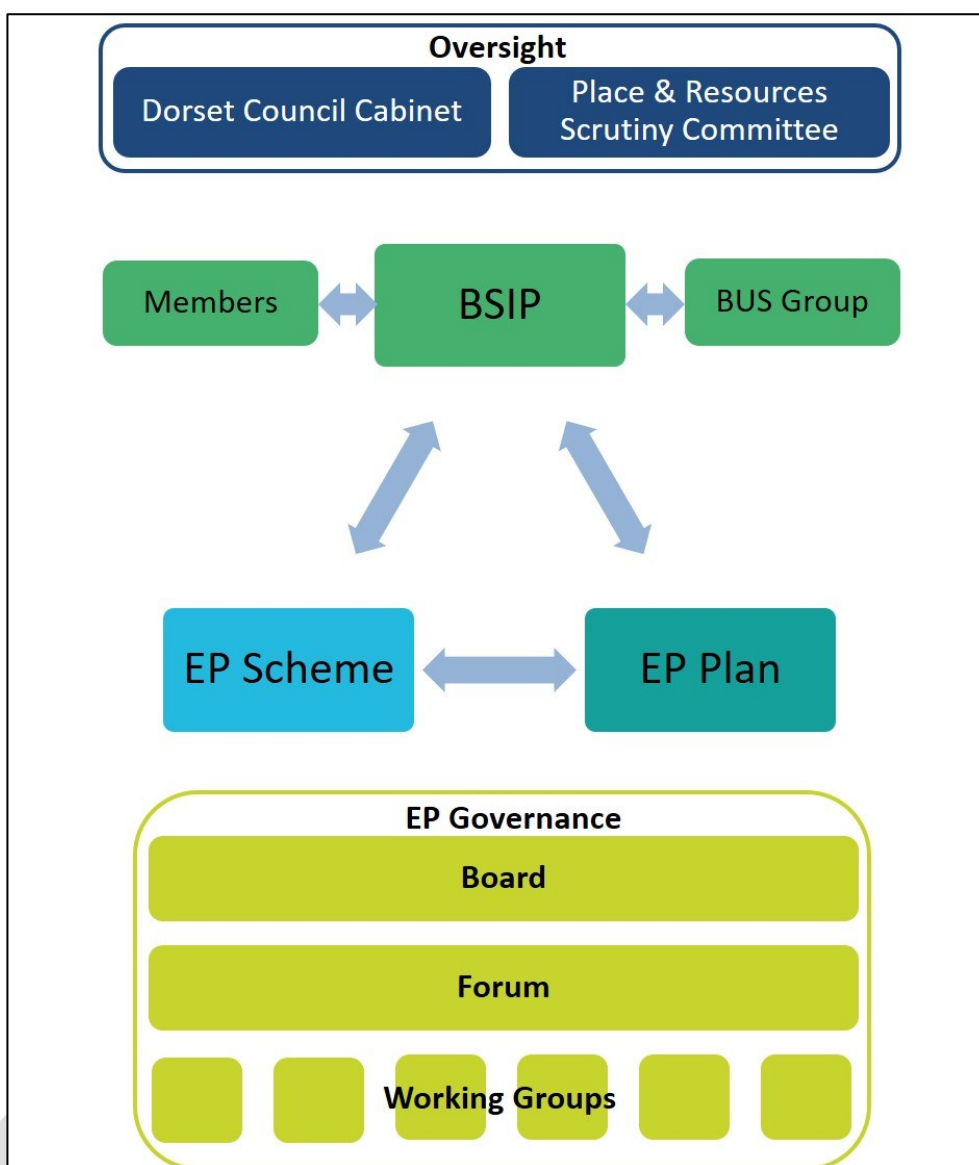 Oversight
Dorset Council Cabinet
Place & Resources
Scrutiny Committee
Members
BSIP
BUS Group
EP Scheme
EP Plan
EP Governance
Board
Forum
Working Groups